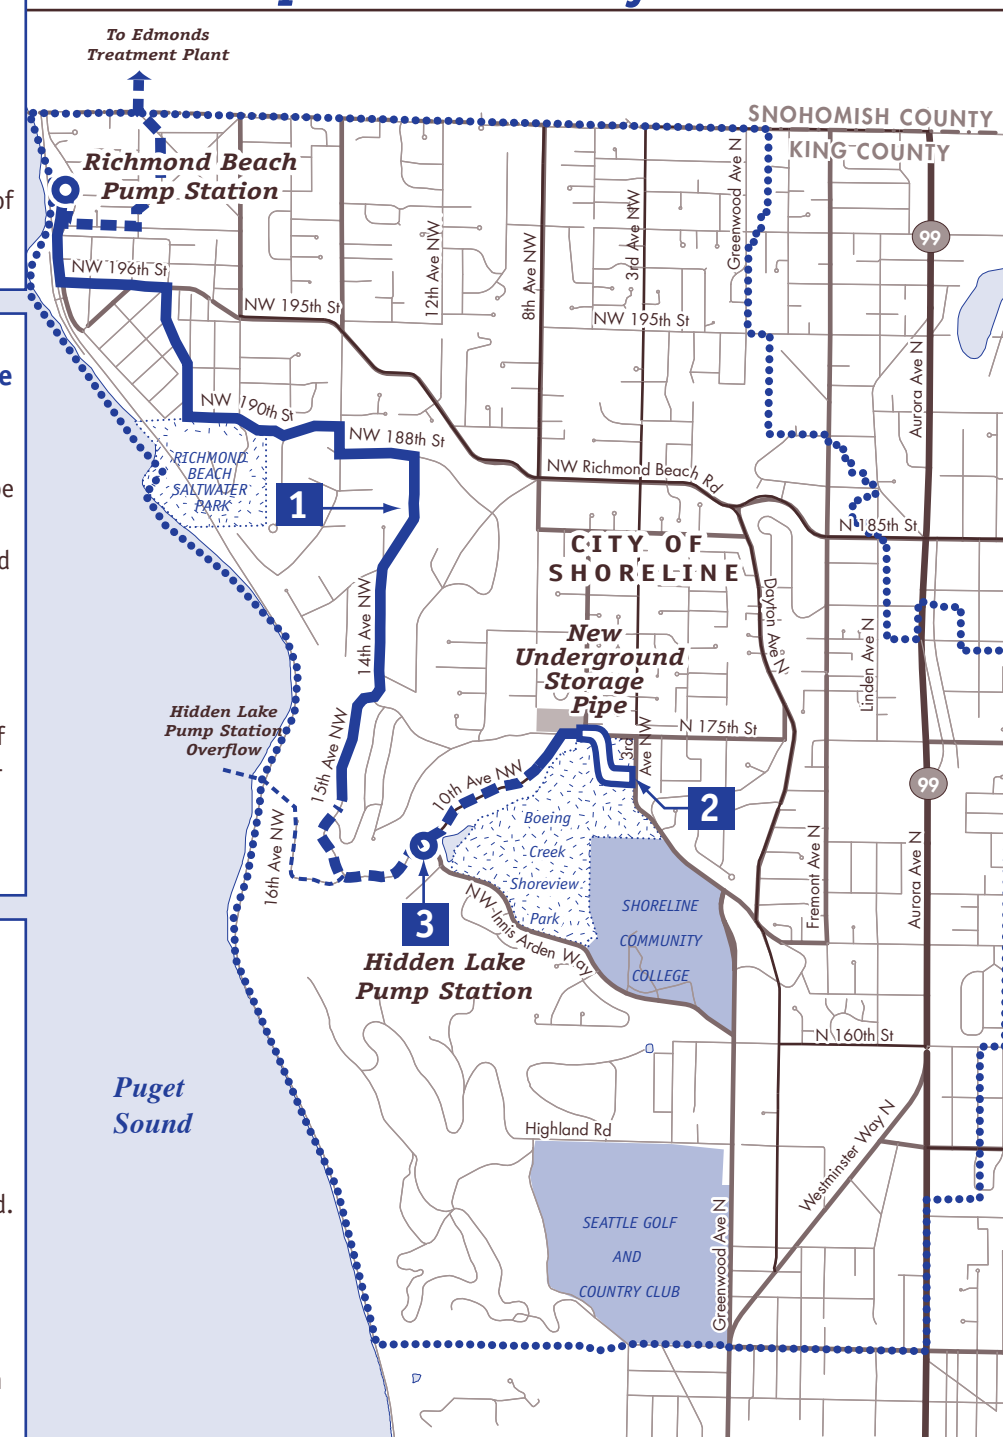 To Edmonds
Treatment Plant
SNOHOMISH COUNTY
KING COUNTY
Richmond Beach
Pump Station
of
Greenwood Ave N
3rd Ave NW
12th Ave NW
8th Ave NW
99
NW 196th St
NW 195th St
NW 195th St
Aurora Ave N
e
NW 190th St
NW 188th St
RICHMOND
BEACH
SALTWATER
PARK
NW Richmond Beach Rd
1
N 185th St
CITY OF
SHORELINE
d
14th Ave NW
Dayton Ave N
Linden Ave N
New
Underground
Storage
Pipe
Hidden Lake
Pump Station
Overflow
N 175th St
3rd
Ave NW
f
15th Ave NW
10th Ave NW
99
2
Boeing
Creek
Shoreview
Park
16th Ave NW
Fremont Ave N
Aurora Ave N
3
NW Innis Arden Way
SHORELINE
COMMUNITY
COLLEGE
Hidden Lake
Pump Station
N 160th St
Puget
Sound
Highland Rd
Westminster Way N
d.
SEATTLE GOLF
AND
COUNTRY CLUB
Greenwood Ave N